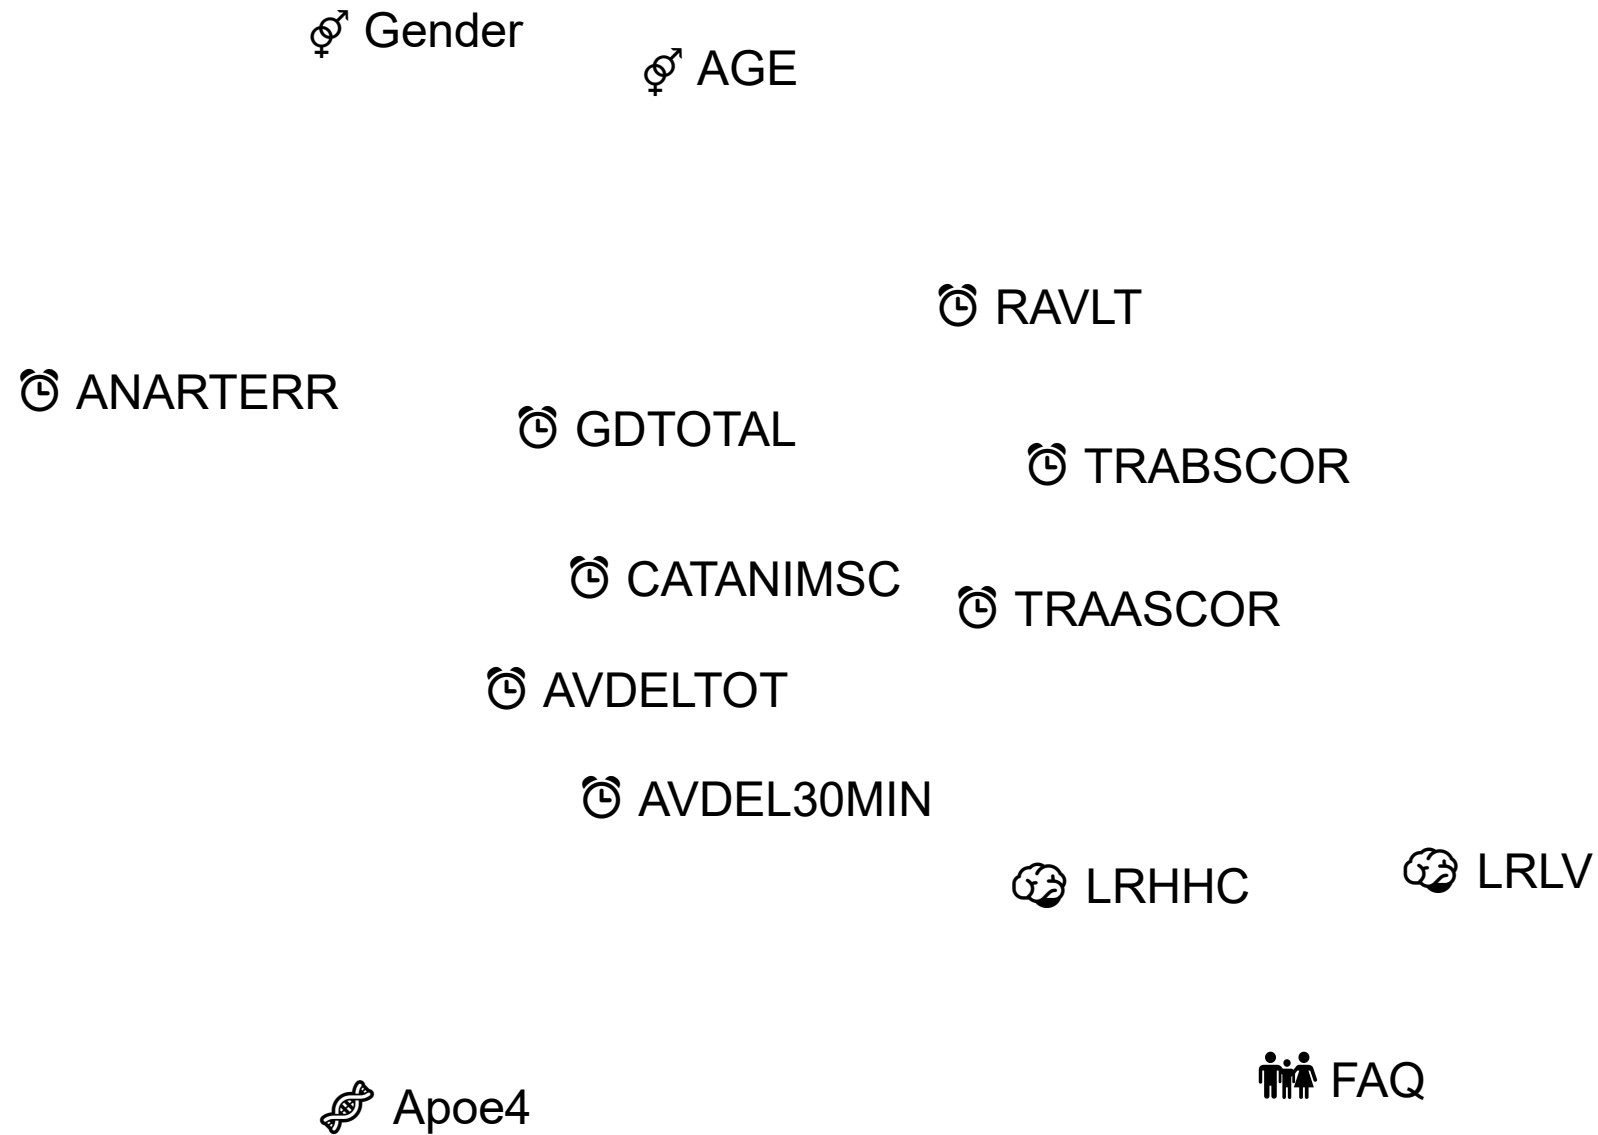 Gender
AGE
RAVLT
ANARTERR
GDTOTAL
TRABSCOR
CATANIMSC
TRAASCOR
AVDELTOT
AVDEL30MIN
LRHHC
LRLV
FAQ
Apoe4